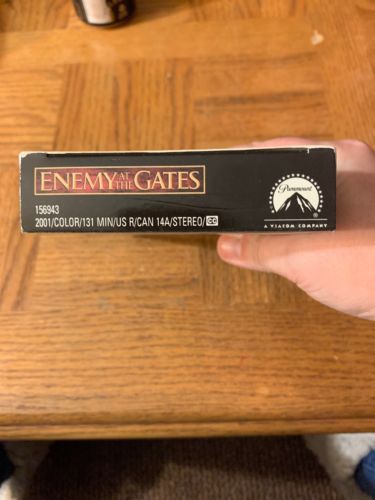 ENEMY AT THE GATES
156943
2001/COLOR/131 MIN/US R/CAN 14A/STEREO/CC
Paramount
A VIACOM COMPANY